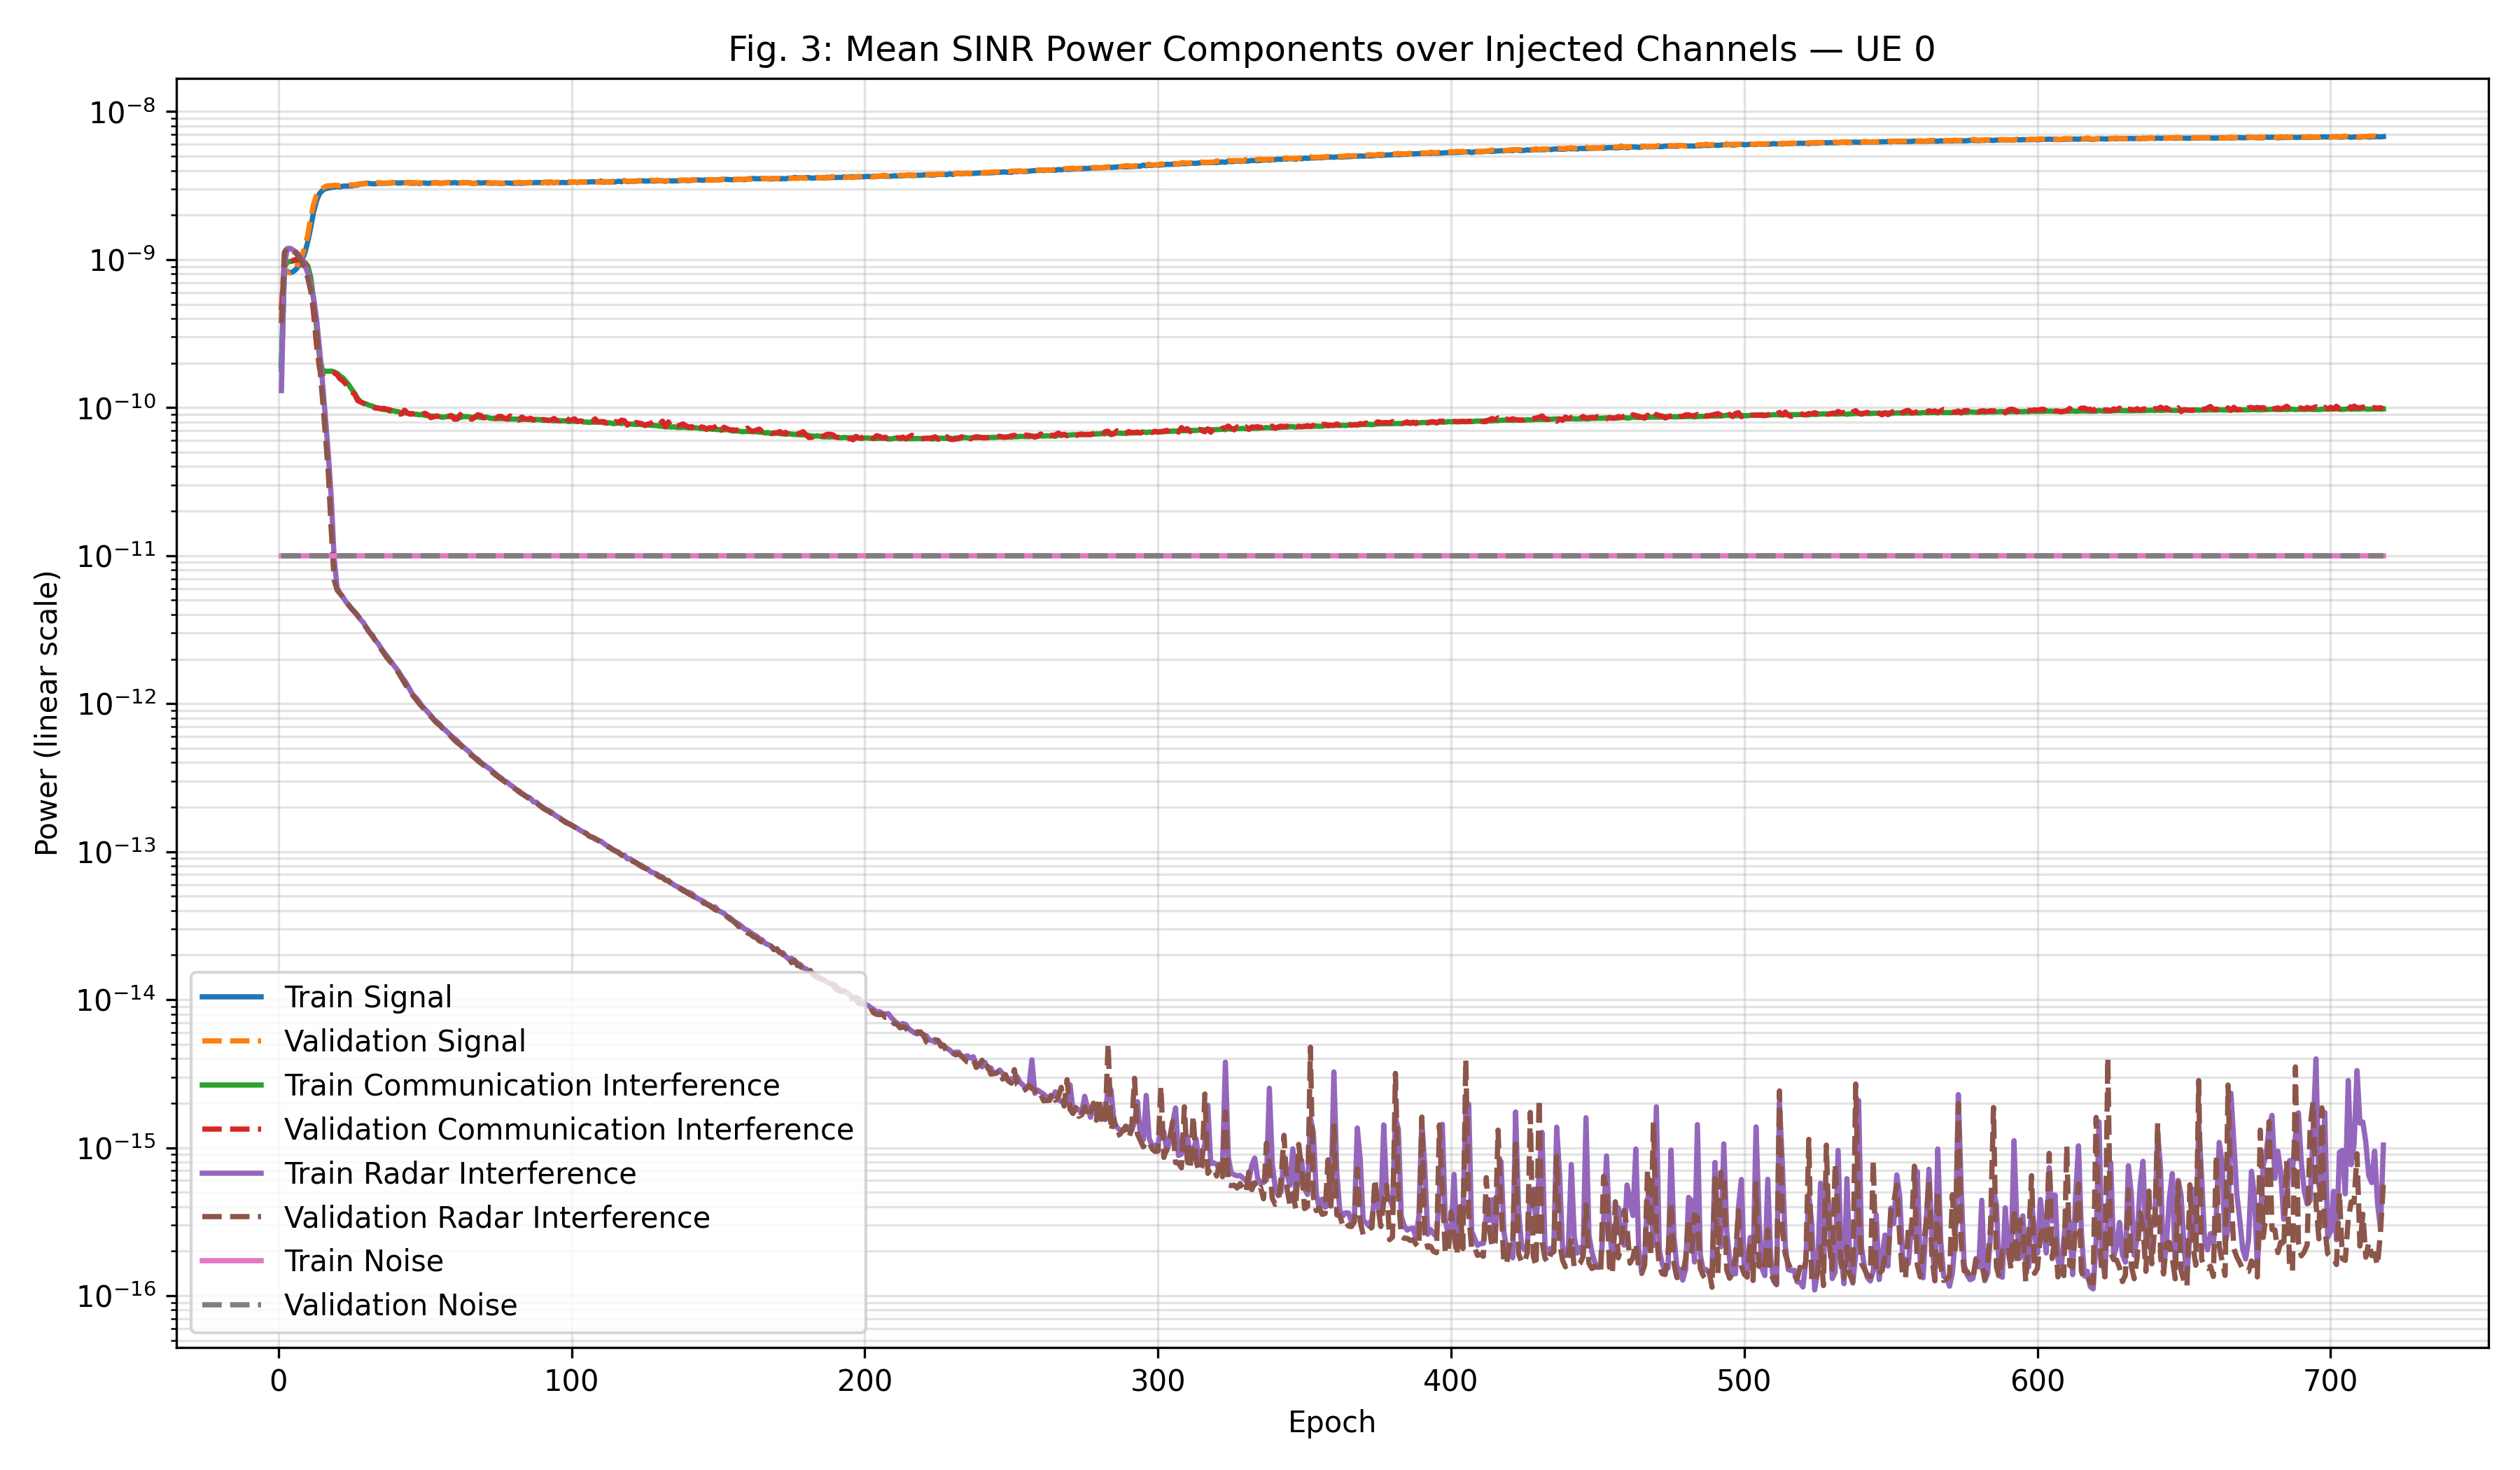 Fig. 3: Mean SINR Power Components over Injected Channels — UE 0
Power (linear scale)
10⁻⁸
10⁻⁹
10⁻¹⁰
10⁻¹¹
10⁻¹²
10⁻¹³
10⁻¹⁴
10⁻¹⁵
10⁻¹⁶
Train Signal
Validation Signal
Train Communication Interference
Validation Communication Interference
Train Radar Interference
Validation Radar Interference
Train Noise
Validation Noise
0 100 200 300 400 500 600 700
Epoch